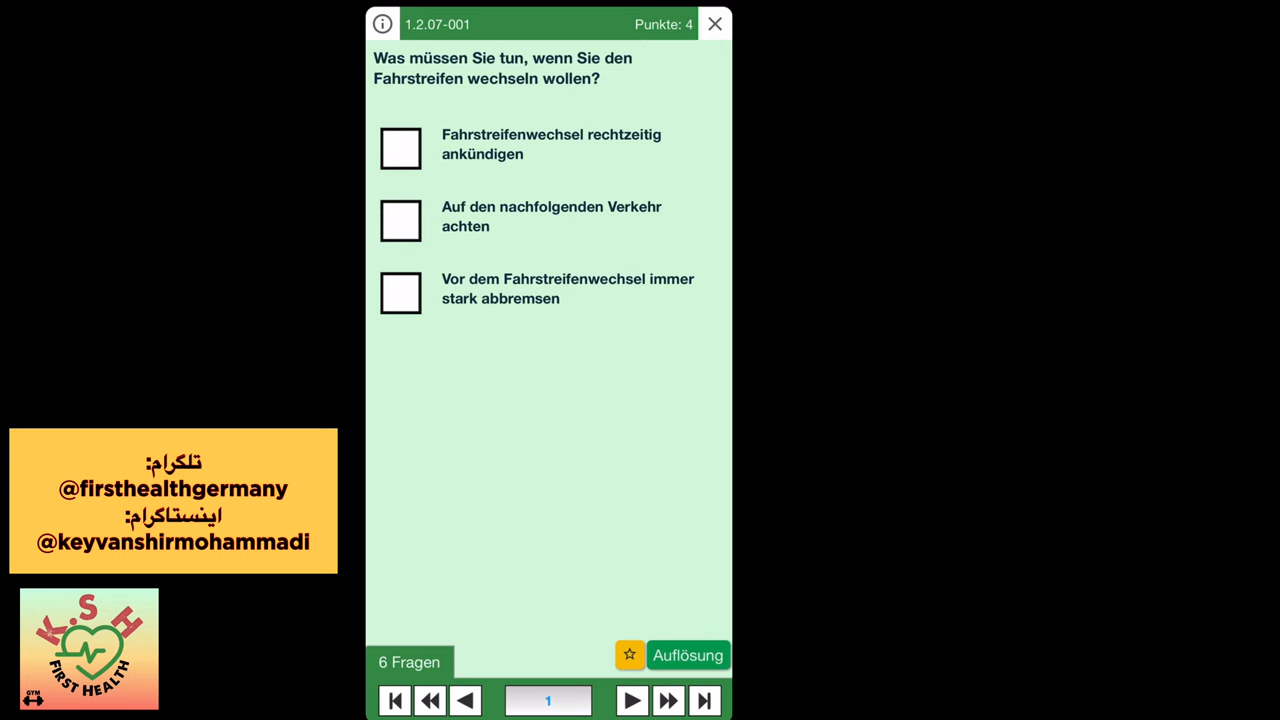 1.2.07-001
Punkte: 4
Was müssen Sie tun, wenn Sie den
Fahrstreifen wechseln wollen?
Fahrstreifenwechsel rechtzeitig
ankündigen
Auf den nachfolgenden Verkehr
achten
Vor dem Fahrstreifenwechsel immer
stark abbremsen
تلگرام:
@firsthealthgermany
اینستاگرام:
@keyvanshirmohammadi
K.S.H
FIRST HEALTH
GYM
6 Fragen
Auflösung
1